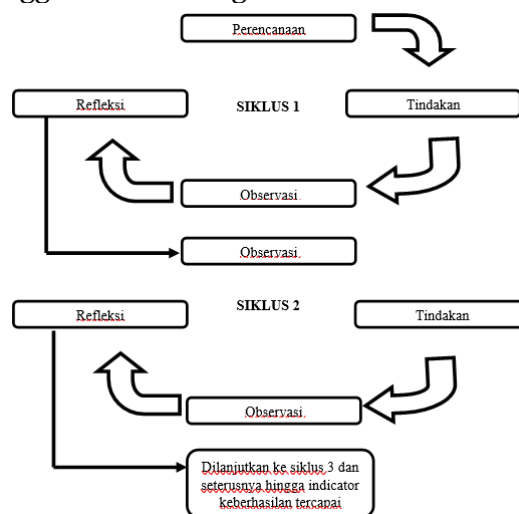 Perencanaan
Refleksi
SIKLUS 1
Tindakan
Observasi
Observasi
Refleksi
SIKLUS 2
Tindakan
Observasi
Dilanjutkan ke siklus 3 dan
seterusnya hingga indicator
keberhasilan tercapai